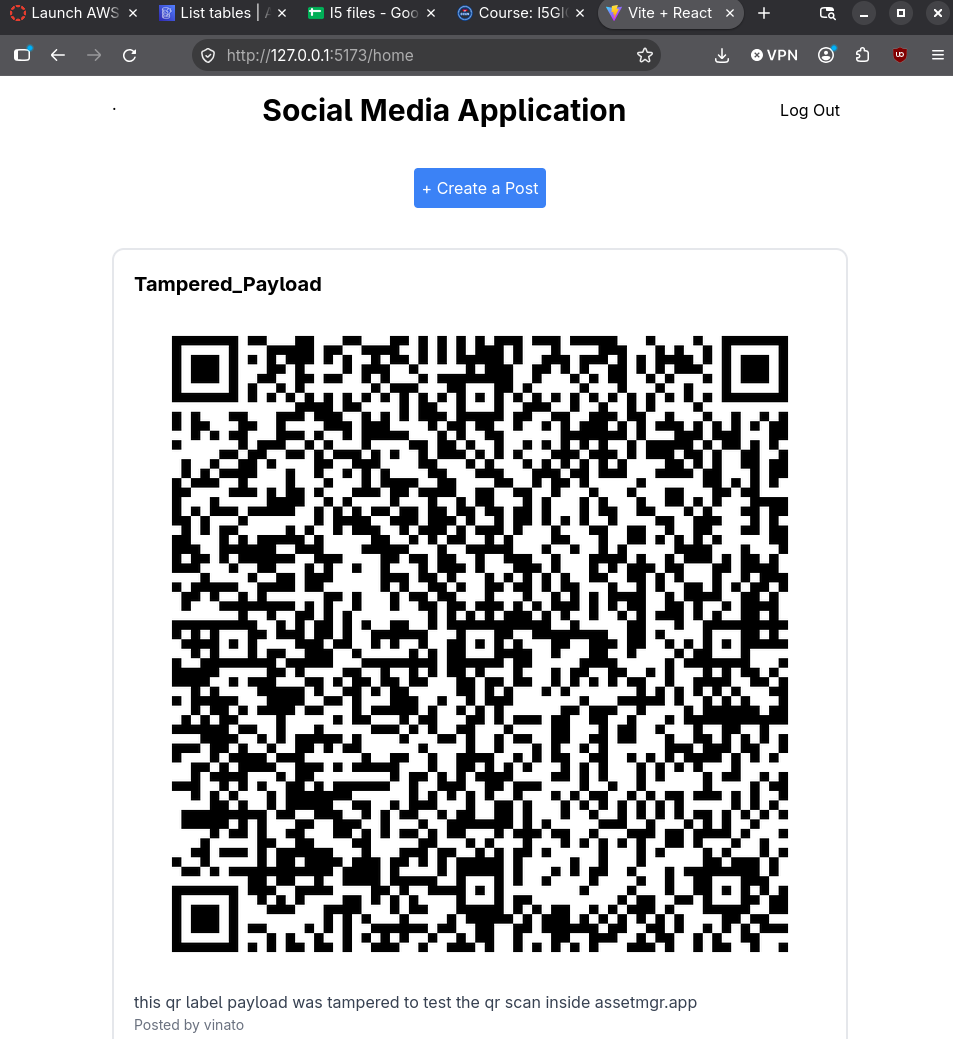 Launch AWS
List tables | A
I5 files - Goo
Course: I5GIC
Vite + React
http://127.0.0.1:5173/home
VPN
Social Media Application
Log Out
+ Create a Post
Tampered_Payload
this qr label payload was tampered to test the qr scan inside assetmgr.app
Posted by vinato